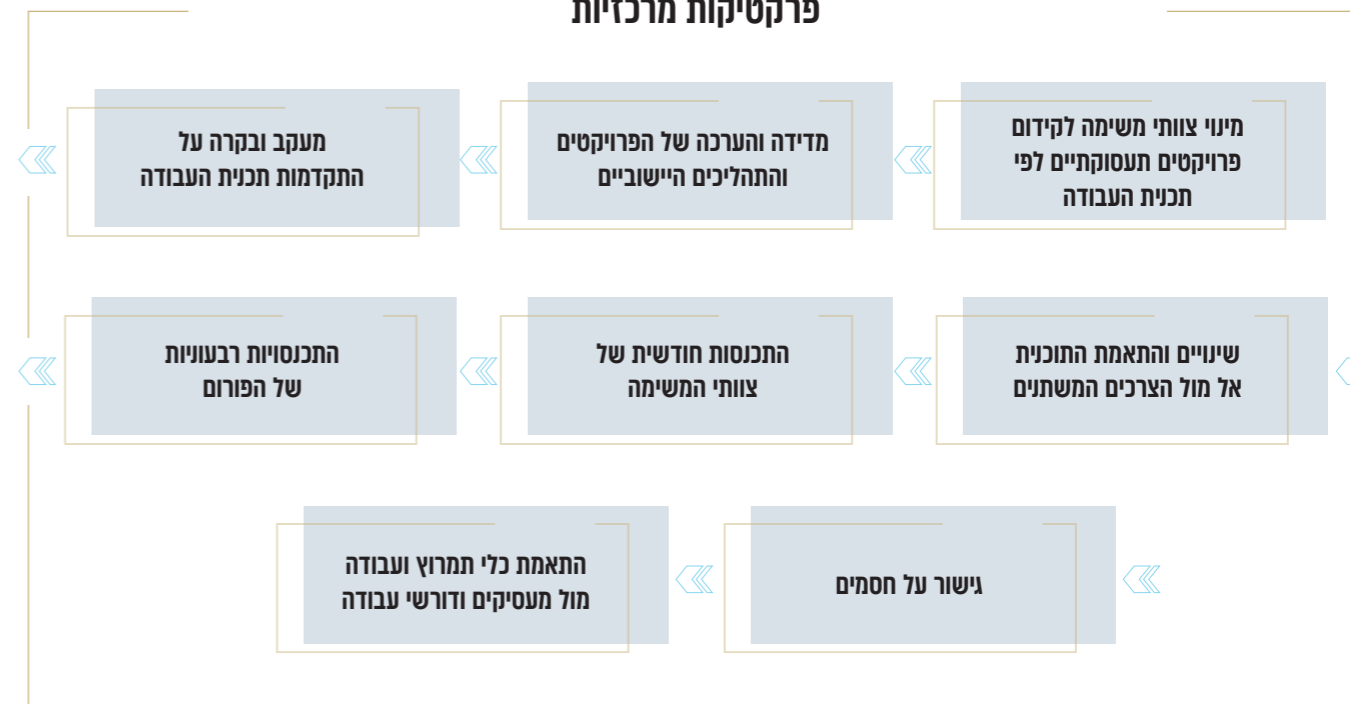 פרקטיקות מרכזיות
מינוי צוותי משימה לקידום
פרויקטים תעסוקתיים לפי
תכנית העבודה
מדידה והערכה של הפרויקטים
והתהליכים היישוביים
מעקב ובקרה על
התקדמות תכנית העבודה
שינויים והתאמת התוכנית
אל מול הצרכים המשתנים
התכנסות חודשית של
צוותי המשימה
התכנסויות רבעוניות
של הפורום
גישור על חסמים
התאמת כלי תמרוץ ועבודה
מול מעסיקים ודורשי עבודה